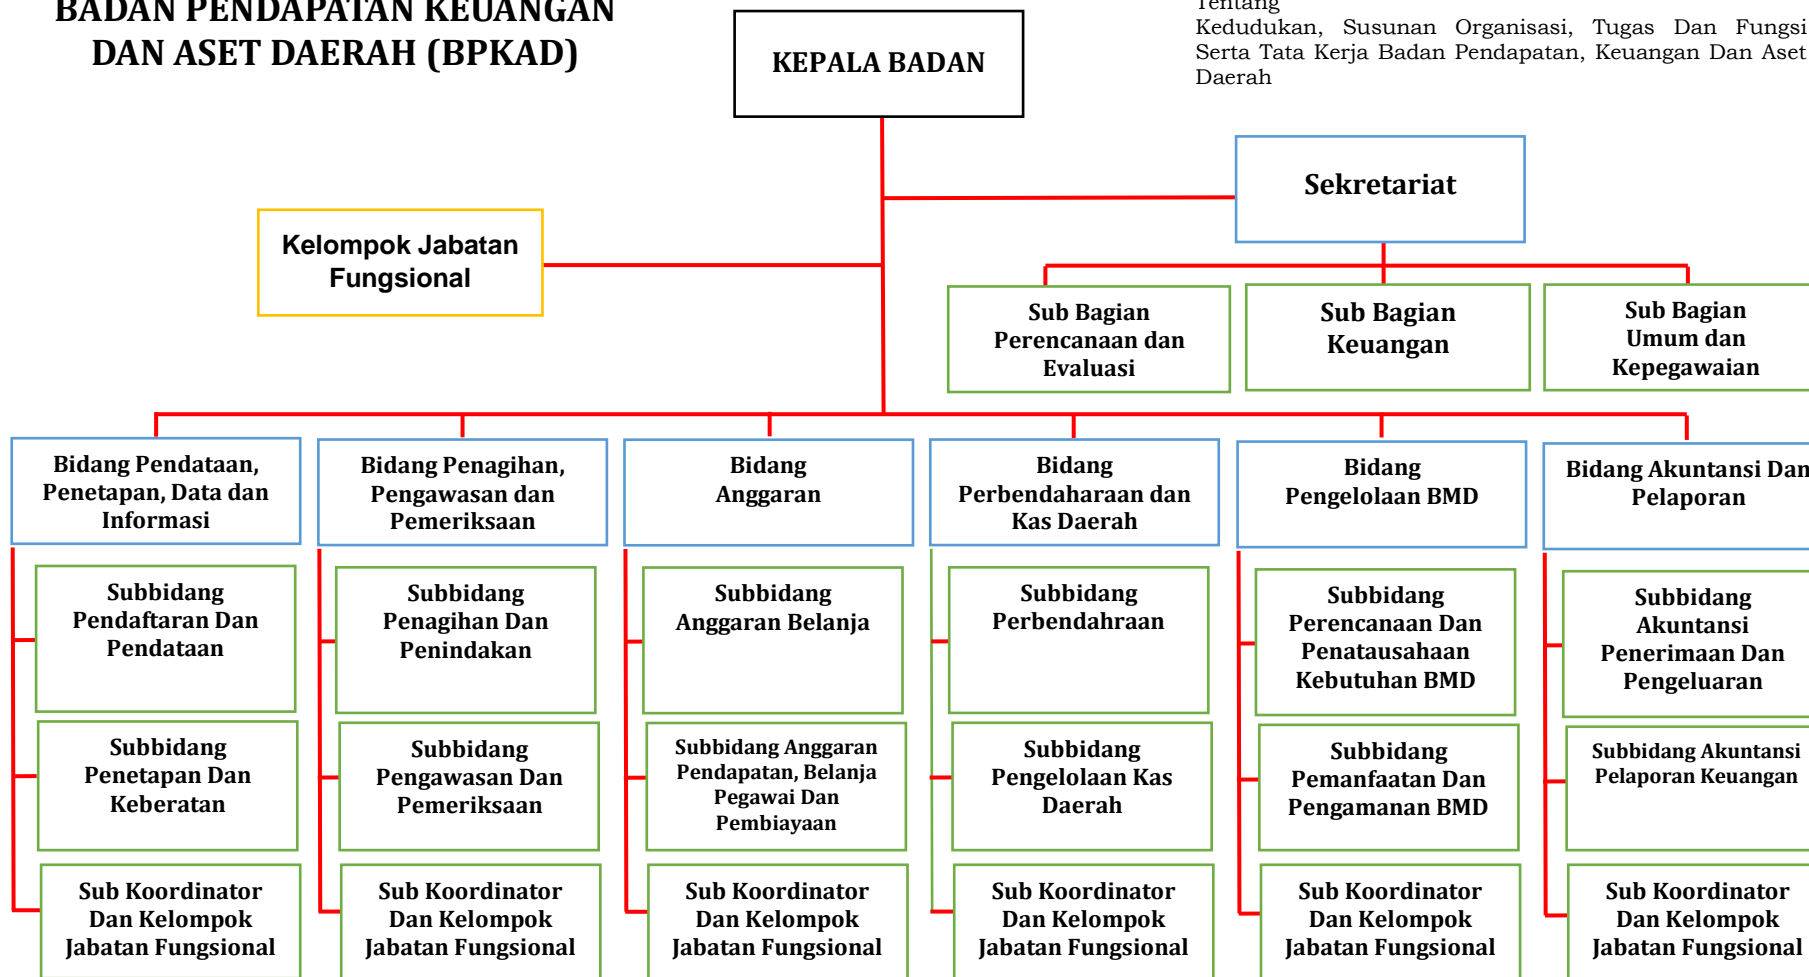 BADAN PENDAPATAN KEUANGAN
DAN ASET DAERAH (BPKAD)
Tentang
Kedudukan, Susunan Organisasi, Tugas Dan Fungsi
Serta Tata Kerja Badan Pendapatan, Keuangan Dan Aset
Daerah
KEPALA BADAN
Sekretariat
Kelompok Jabatan
Fungsional
Sub Bagian
Perencanaan dan
Evaluasi
Sub Bagian
Keuangan
Sub Bagian
Umum dan
Kepegawaian
Bidang Pendataan,
Penetapan, Data dan
Informasi
Bidang Penagihan,
Pengawasan dan
Pemeriksaan
Bidang
Anggaran
Bidang
Perbendaharaan dan
Kas Daerah
Bidang
Pengelolaan BMD
Bidang Akuntansi Dan
Pelaporan
Subbidang
Pendaftaran Dan
Pendataan
Subbidang
Penagihan Dan
Penindakan
Subbidang
Anggaran Belanja
Subbidang
Perbendahraan
Subbidang
Perencanaan Dan
Penatausahaan
Kebutuhan BMD
Subbidang
Akuntansi
Penerimaan Dan
Pengeluaran
Subbidang
Penetapan Dan
Keberatan
Subbidang
Pengawasan Dan
Pemeriksaan
Subbidang Anggaran
Pendapatan, Belanja
Pegawai Dan
Pembiayaan
Subbidang
Pengelolaan Kas
Daerah
Subbidang
Pemanfaatan Dan
Pengamanan BMD
Subbidang Akuntansi
Pelaporan Keuangan
Sub Koordinator
Dan Kelompok
Jabatan Fungsional
Sub Koordinator
Dan Kelompok
Jabatan Fungsional
Sub Koordinator
Dan Kelompok
Jabatan Fungsional
Sub Koordinator
Dan Kelompok
Jabatan Fungsional
Sub Koordinator
Dan Kelompok
Jabatan Fungsional
Sub Koordinator
Dan Kelompok
Jabatan Fungsional